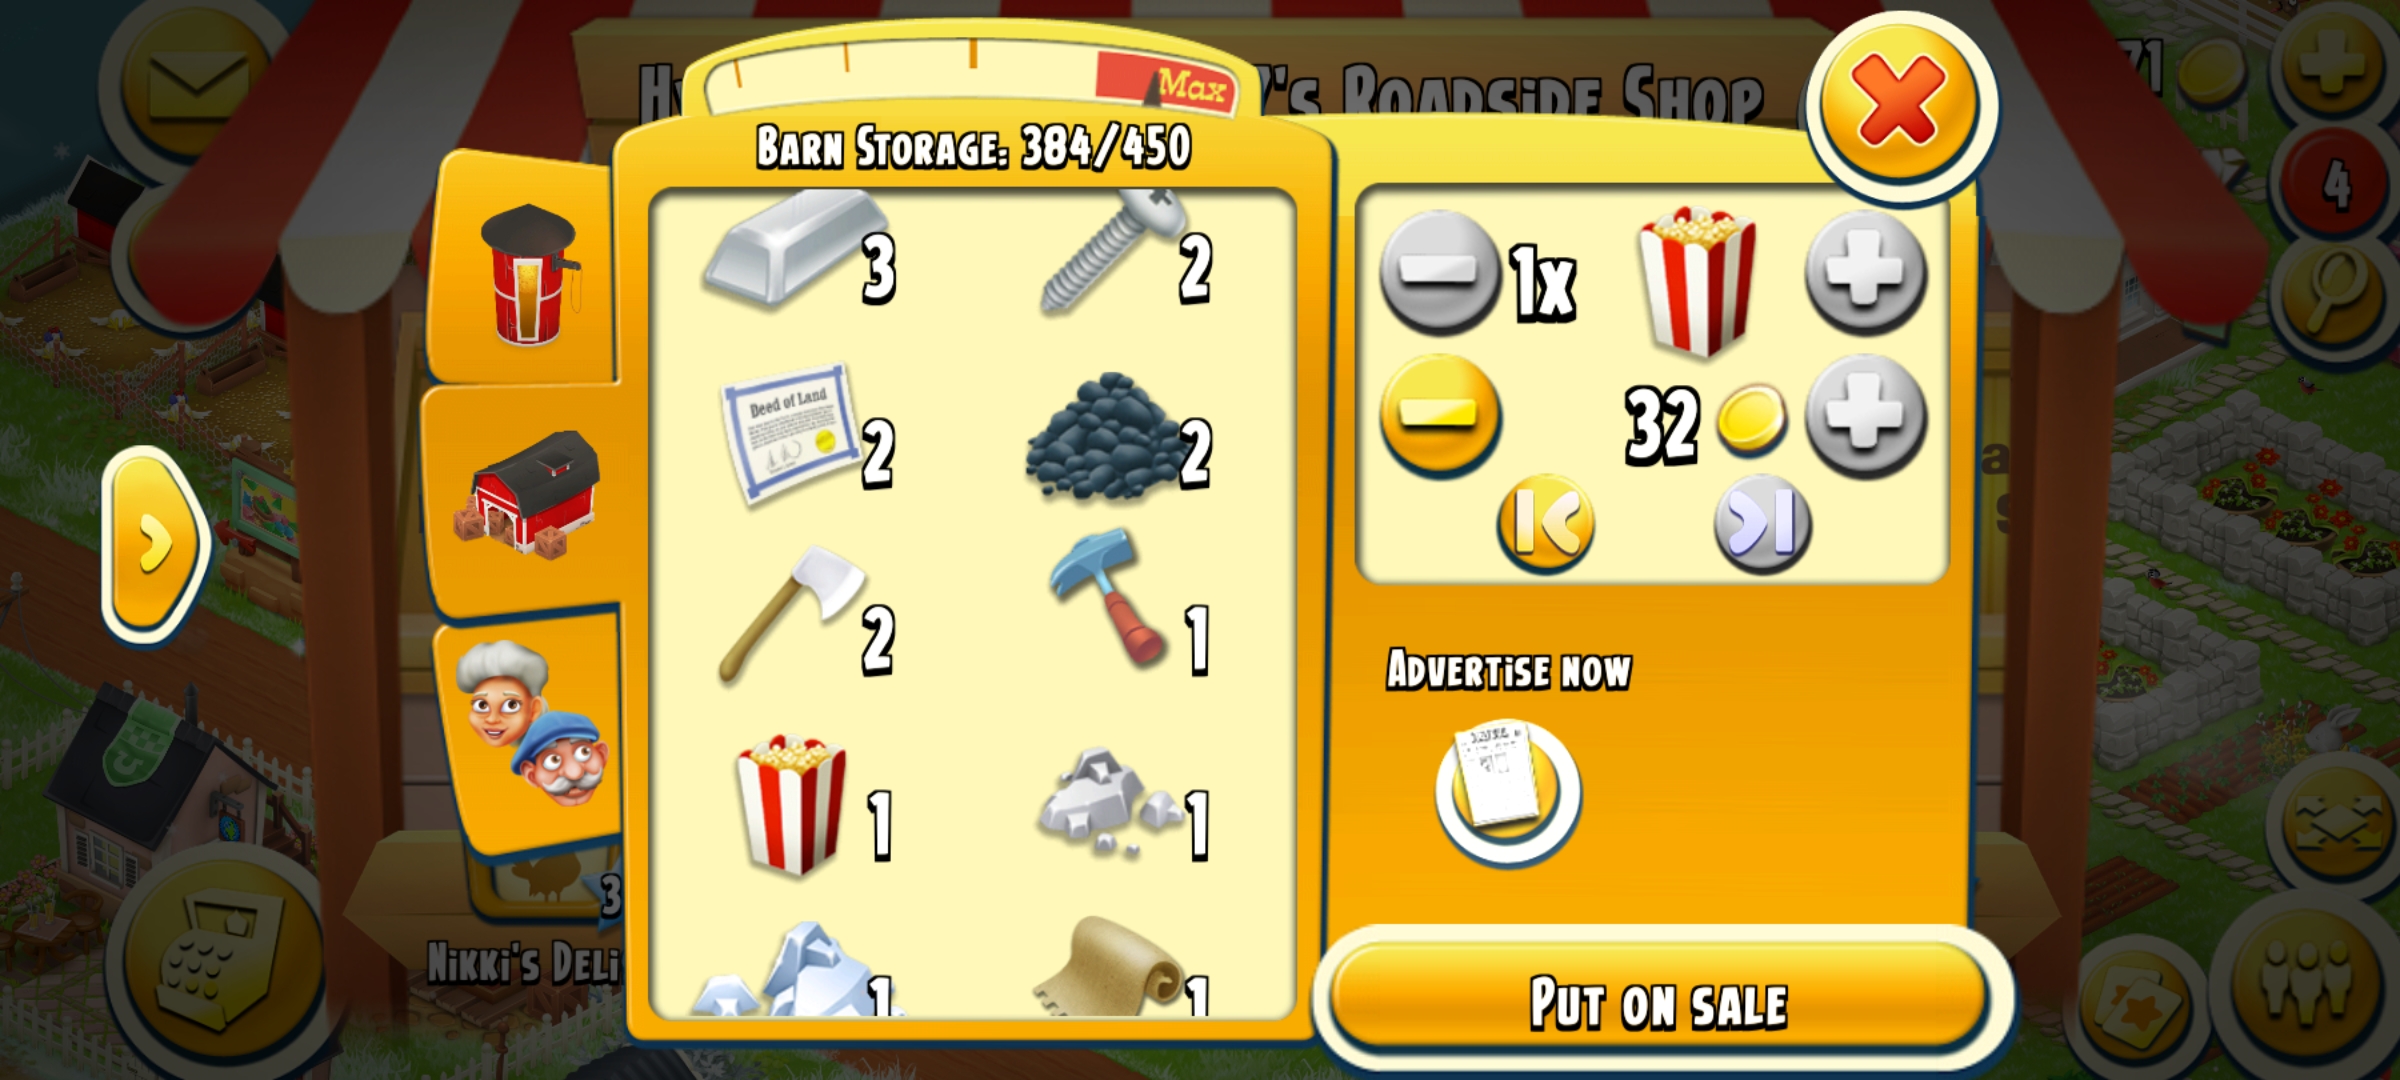 Max
'S ROADSIDE SHOP
71
BARN STORAGE: 384/450
4
3
2
1x
Deed of Land
2
2
32
2
1
ADVERTISE NOW
1
1
3
NIKKI'S DELI
1
1
PUT ON SALE